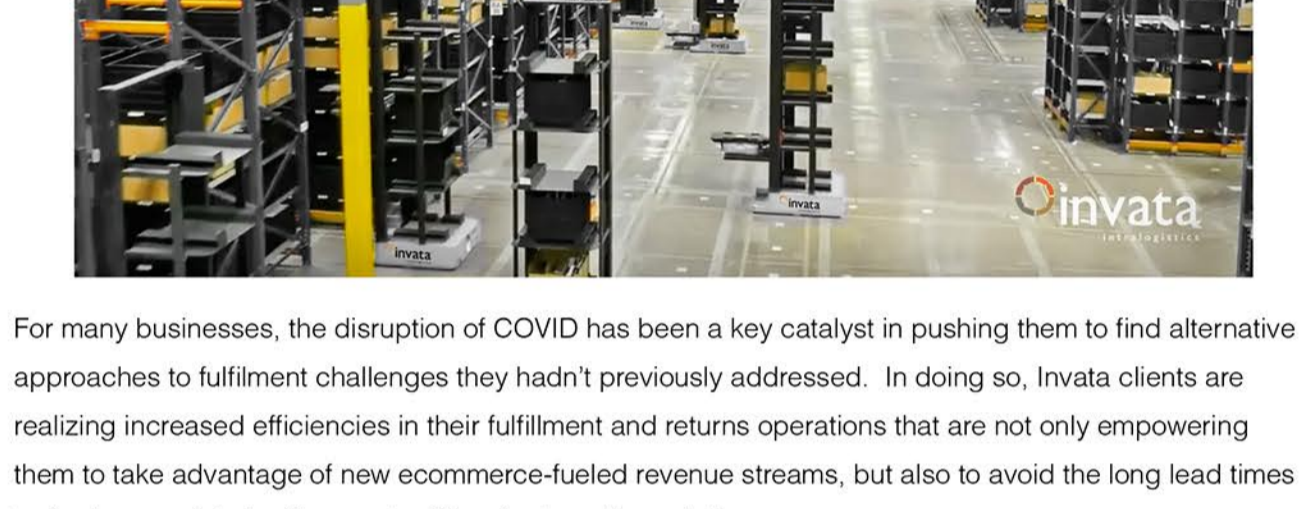 invata
invata
invata
invata
invata
intralogistics
For many businesses, the disruption of COVID has been a key catalyst in pushing them to find alternative
approaches to fulfilment challenges they hadn't previously addressed.  In doing so, Invata clients are
realizing increased efficiencies in their fulfillment and returns operations that are not only empowering
them to take advantage of new ecommerce-fueled revenue streams, but also to avoid the long lead times